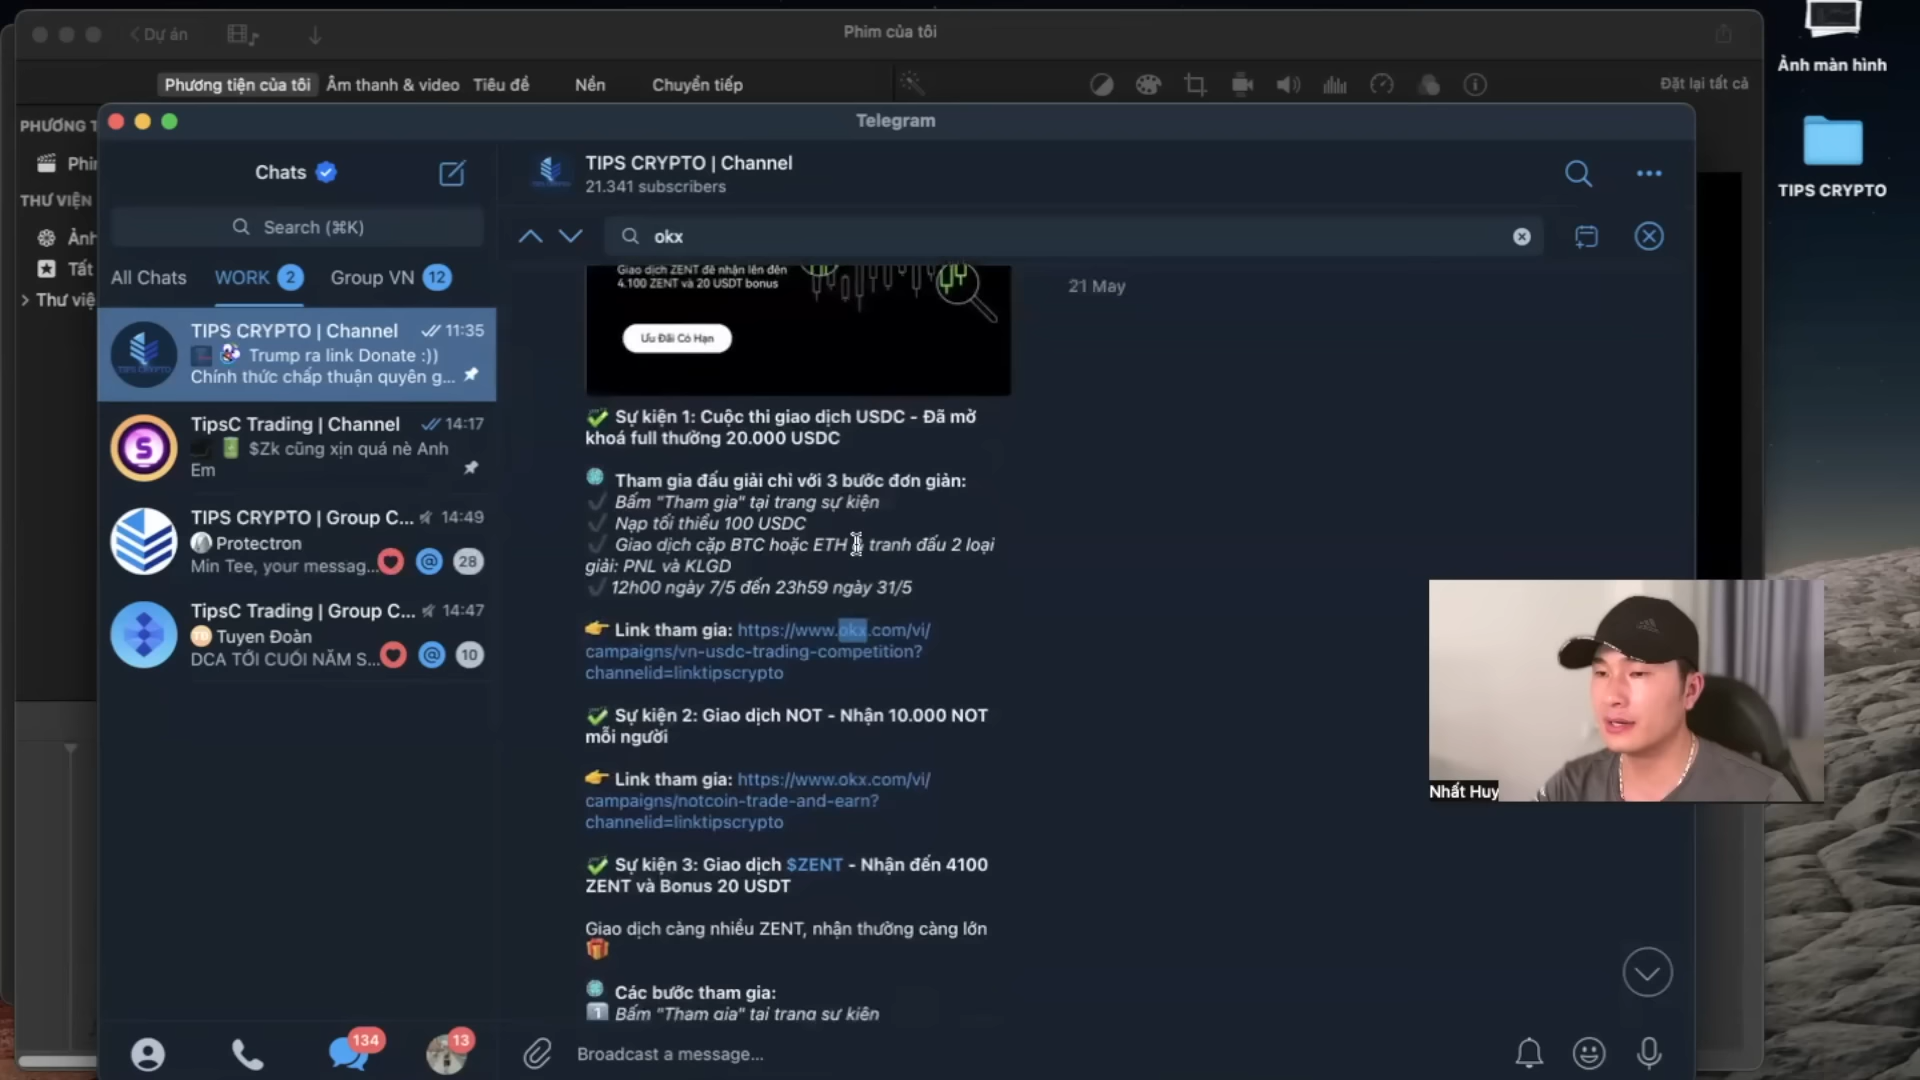 Dự án
Phim của tôi
Ảnh màn hình
Phương tiện của tôi
Âm thanh & video
Tiêu đề
Nền
Chuyển tiếp
Đặt lại tất cả
PHƯƠNG T
Telegram
Phin
THƯ VIỆN
Ảnh
Tất
Thư việ
TIPS CRYPTO
Chats
TIPS CRYPTO | Channel
21.341 subscribers
Search (⌘K)
okx
All Chats
WORK 2
Group VN 12
TIPS CRYPTO | Channel
11:35
Trump ra link Donate :))
Chính thức chấp thuận quyên g...
TipsC Trading | Channel
14:17
$Zk cũng xịn quá nè Anh
Em
TIPS CRYPTO | Group C...
14:49
Protectron
Min Tee, your messag...
@ 28
TipsC Trading | Group C...
14:47
Tuyen Đoàn
DCA TỚI CUÓI NĂM S...
@ 10
134
13
21 May
Giao dịch ZENT để nhận lên đến
4.100 ZENT và 20 USDT bonus
Ưu Đãi Có Hạn
Sự kiện 1: Cuộc thi giao dịch USDC - Đã mở
khoá full thưởng 20.000 USDC
Tham gia đấu giải chỉ với 3 bước đơn giản:
Bấm "Tham gia" tại trang sự kiện
Nạp tối thiểu 100 USDC
Giao dịch cặp BTC hoặc ETH & tranh đấu 2 loại
giải: PNL và KLGD
12h00 ngày 7/5 đến 23h59 ngày 31/5
Link tham gia: https://www.okx.com/vi/
campaigns/vn-usdc-trading-competition?
channelid=linktipscrypto
Sự kiện 2: Giao dịch NOT - Nhận 10.000 NOT
mỗi người
Link tham gia: https://www.okx.com/vi/
campaigns/notcoin-trade-and-earn?
channelid=linktipscrypto
Sự kiện 3: Giao dịch $ZENT - Nhận đến 4100
ZENT và Bonus 20 USDT
Giao dịch càng nhiều ZENT, nhận thưởng càng lớn
Các bước tham gia:
1 Bấm "Tham gia" tại trang sự kiện
Broadcast a message...
Nhất Huy